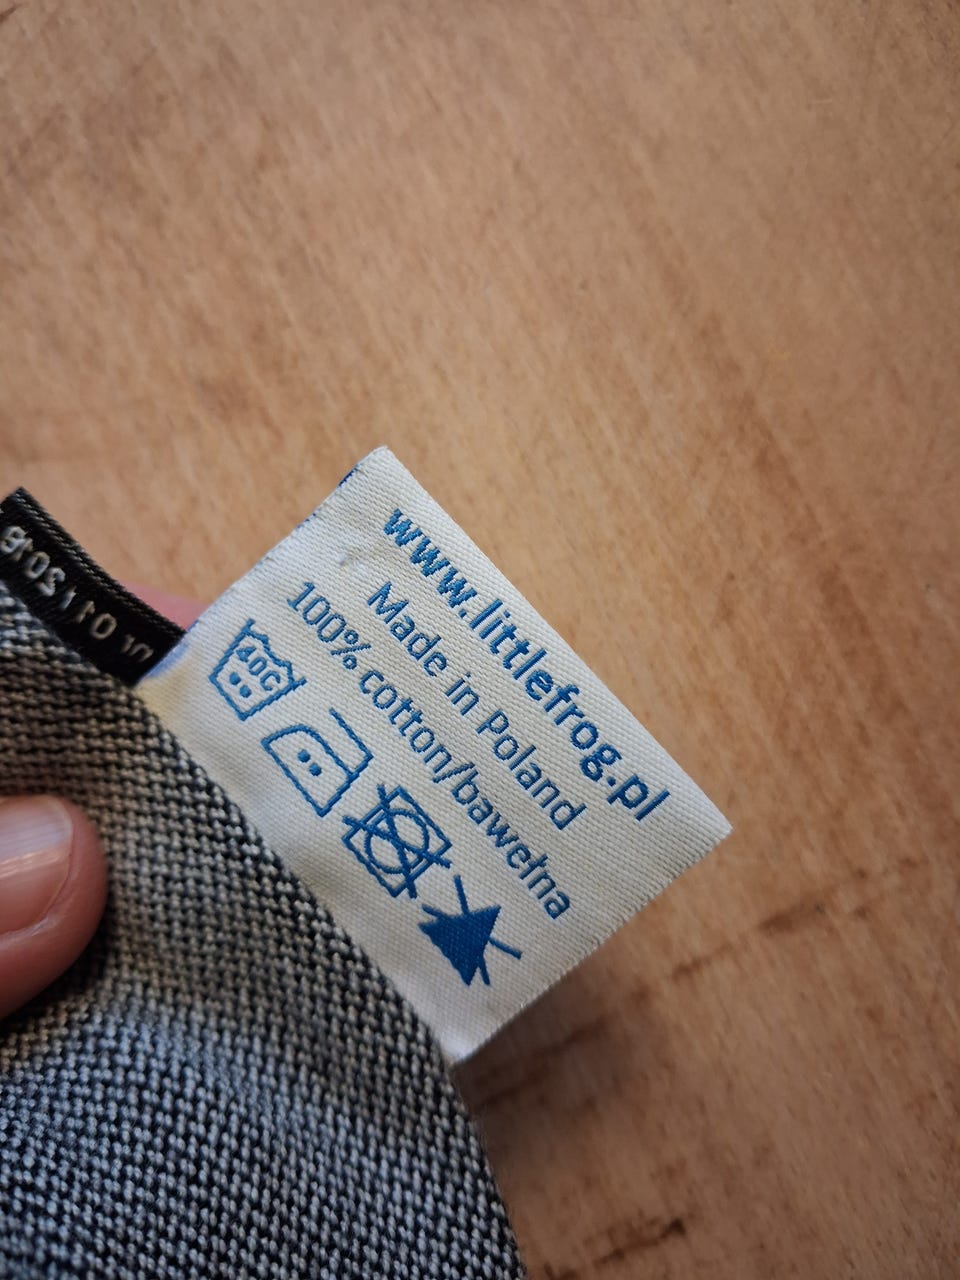 www.littlefrog.pl
Made in Poland
100% cotton/bawełna
40C